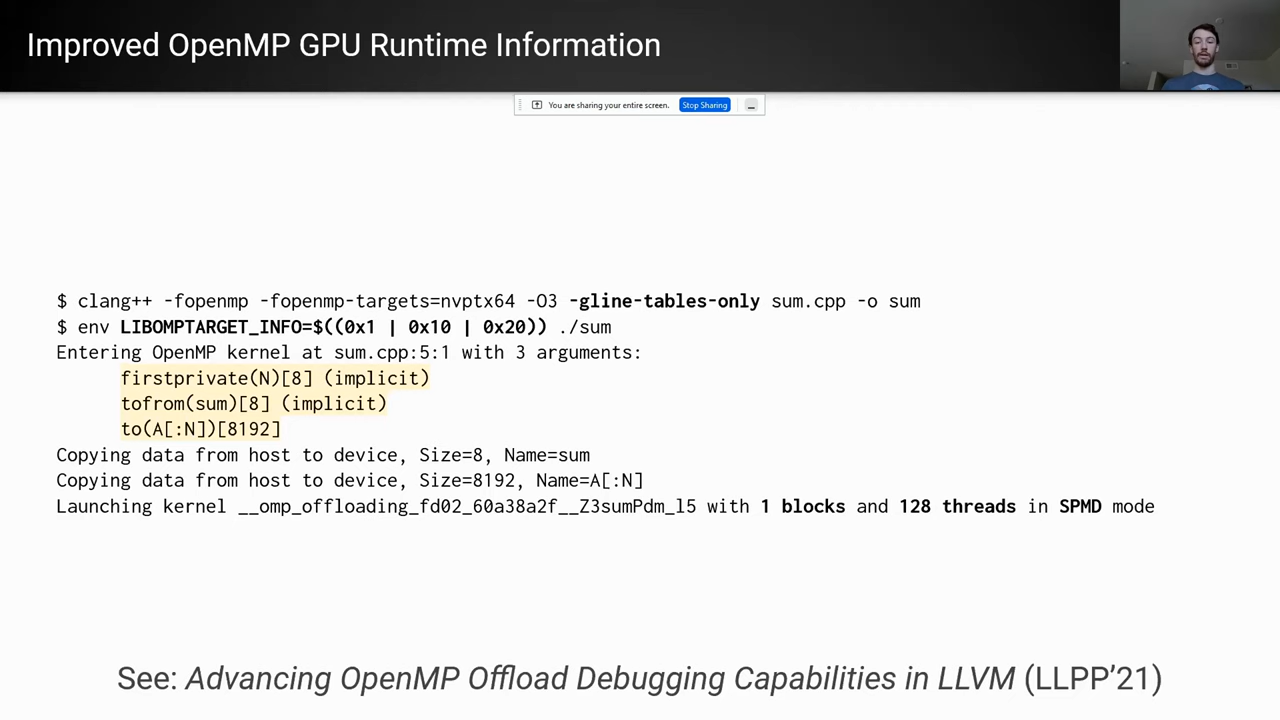 Improved OpenMP GPU Runtime Information
You are sharing your entire screen. Stop Sharing
$ clang++ -fopenmp -fopenmp-targets=nvptx64 -O3 -gline-tables-only sum.cpp -o sum
$ env LIBOMPTARGET_INFO=$((0x1 | 0x10 | 0x20)) ./sum
Entering OpenMP kernel at sum.cpp:5:1 with 3 arguments:
firstprivate(N)[8] (implicit)
tofrom(sum)[8] (implicit)
to(A[:N])[8192]
Copying data from host to device, Size=8, Name=sum
Copying data from host to device, Size=8192, Name=A[:N]
Launching kernel __omp_offloading_fd02_60a38a2f__Z3sumPdm_l5 with 1 blocks and 128 threads in SPMD mode
See: Advancing OpenMP Offload Debugging Capabilities in LLVM (LLPP’21)